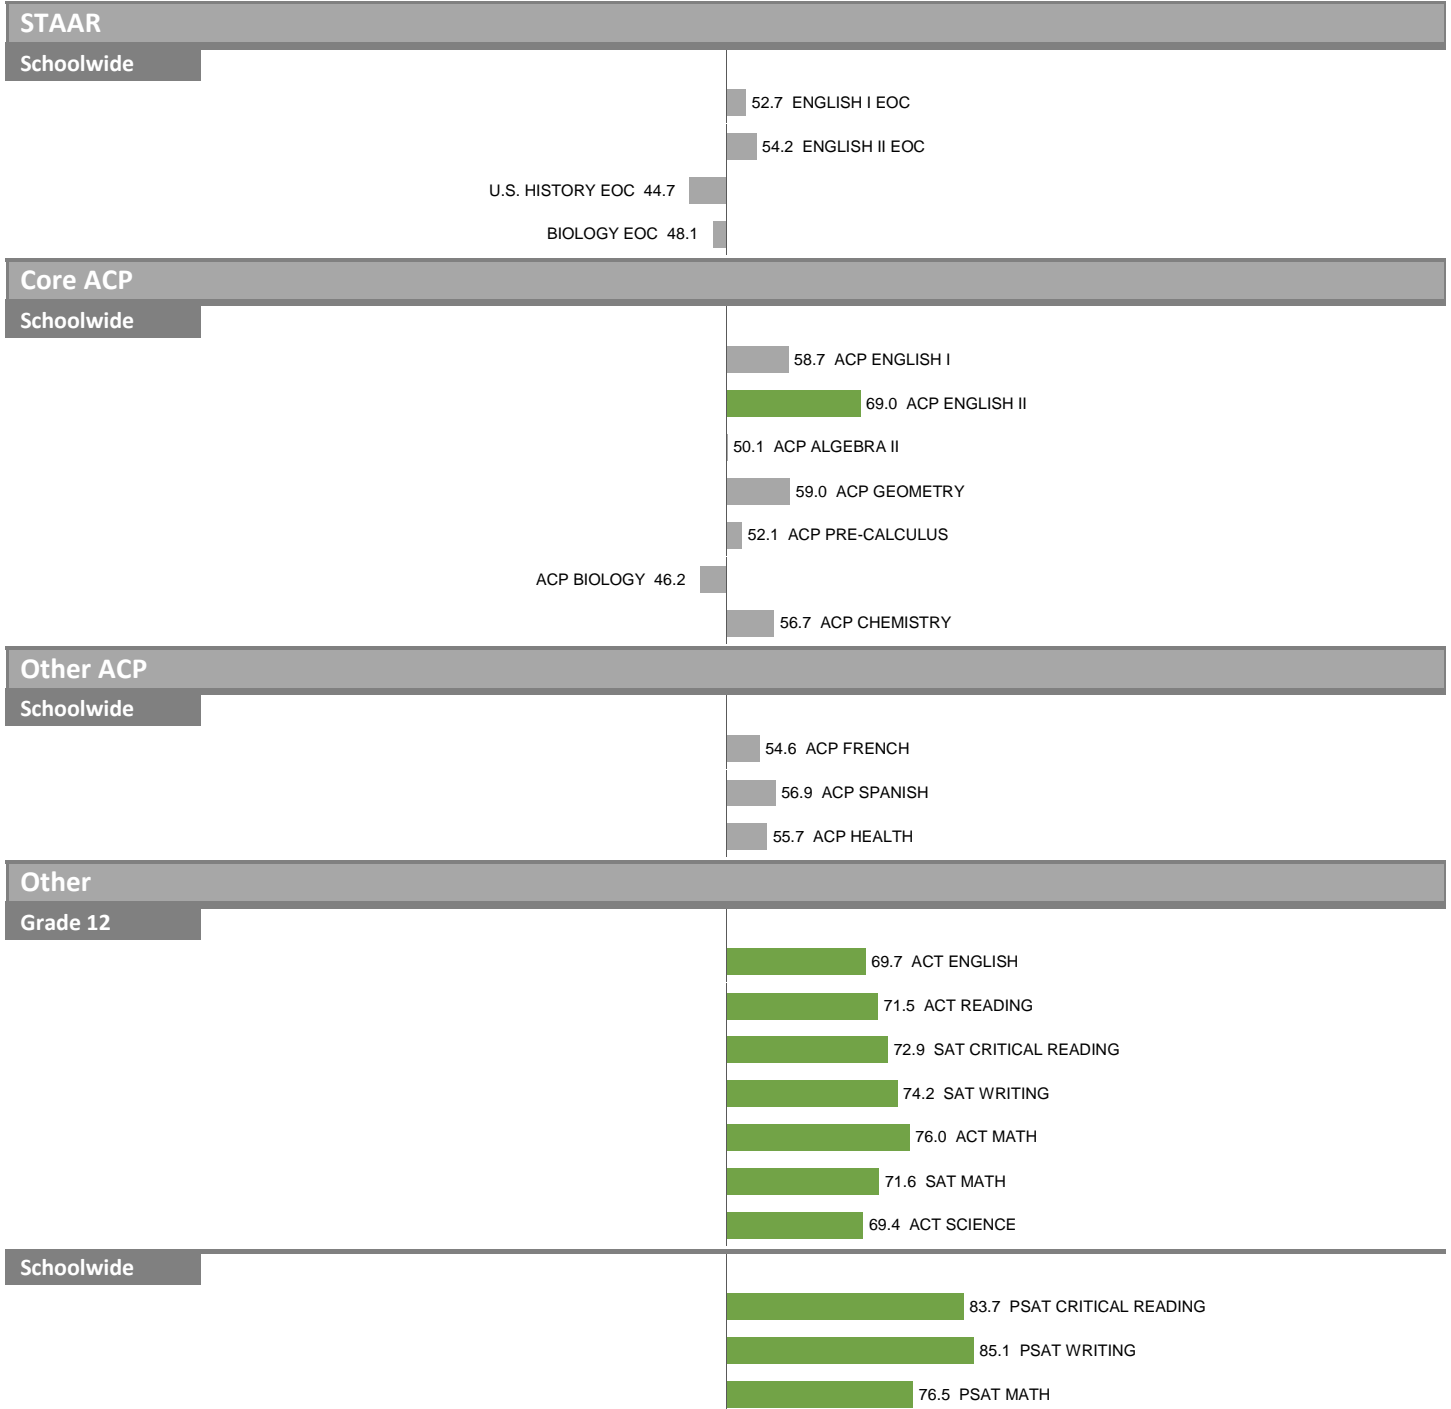 STAAR
Schoolwide
52.7 ENGLISH I EOC
54.2 ENGLISH II EOC
U.S. HISTORY EOC 44.7
BIOLOGY EOC 48.1
Core ACP
Schoolwide
58.7 ACP ENGLISH I
69.0 ACP ENGLISH II
50.1 ACP ALGEBRA II
59.0 ACP GEOMETRY
52.1 ACP PRE-CALCULUS
ACP BIOLOGY 46.2
56.7 ACP CHEMISTRY
Other ACP
Schoolwide
54.6 ACP FRENCH
56.9 ACP SPANISH
55.7 ACP HEALTH
Other
Grade 12
69.7 ACT ENGLISH
71.5 ACT READING
72.9 SAT CRITICAL READING
74.2 SAT WRITING
76.0 ACT MATH
71.6 SAT MATH
69.4 ACT SCIENCE
Schoolwide
83.7 PSAT CRITICAL READING
85.1 PSAT WRITING
76.5 PSAT MATH